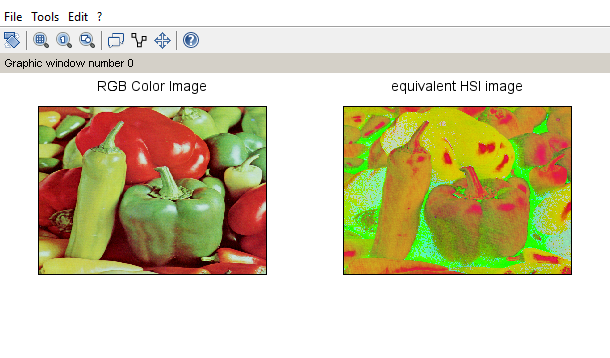 File Tools Edit ?
Graphic window number 0
RGB Color Image
equivalent HSI image